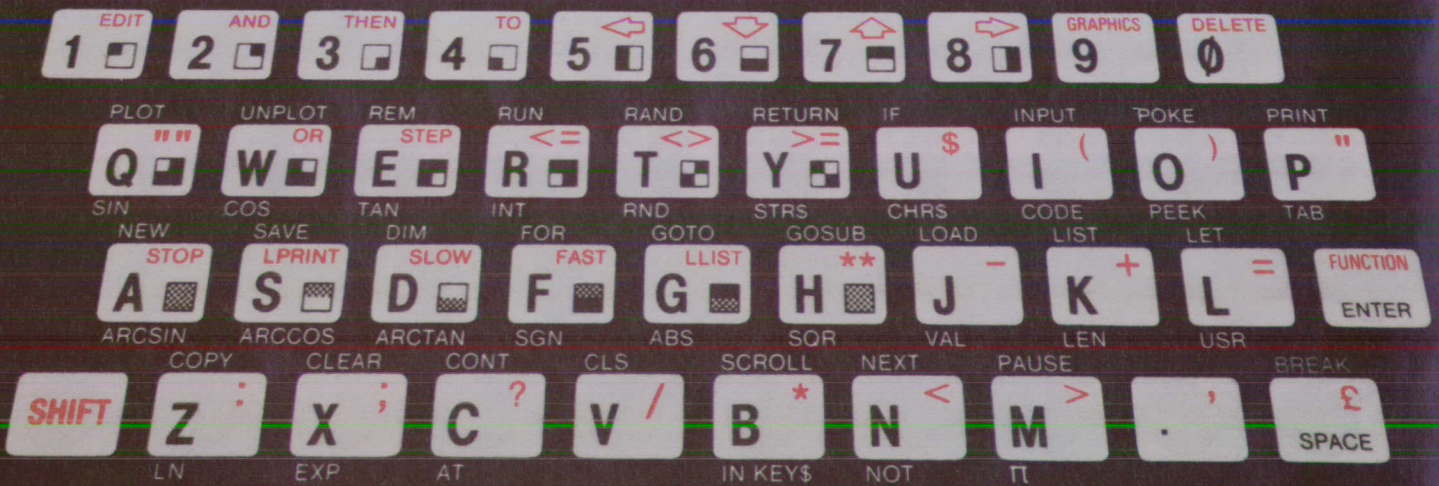 EDIT AND THEN TO GRAPHICS DELETE
1 2 3 4 5 6 7 8 9 0
PLOT UNPLOT REM RUN RAND RETURN IF INPUT POKE PRINT
"" OR STEP <= <> >= $ ( ) "
Q W E R T Y U I O P
SIN COS TAN INT RND STR$ CHR$ CODE PEEK TAB
NEW SAVE DIM FOR GOTO GOSUB LOAD LIST LET
STOP LPRINT SLOW FAST LLIST ** - + = FUNCTION
A S D F G H J K L ENTER
ARCSIN ARCCOS ARCTAN SGN ABS SQR VAL LEN USR
COPY CLEAR CONT CLS SCROLL NEXT PAUSE BREAK
: ; ? / * < > , £
SHIFT Z X C V B N M . SPACE
LN EXP AT IN KEY$ NOT π